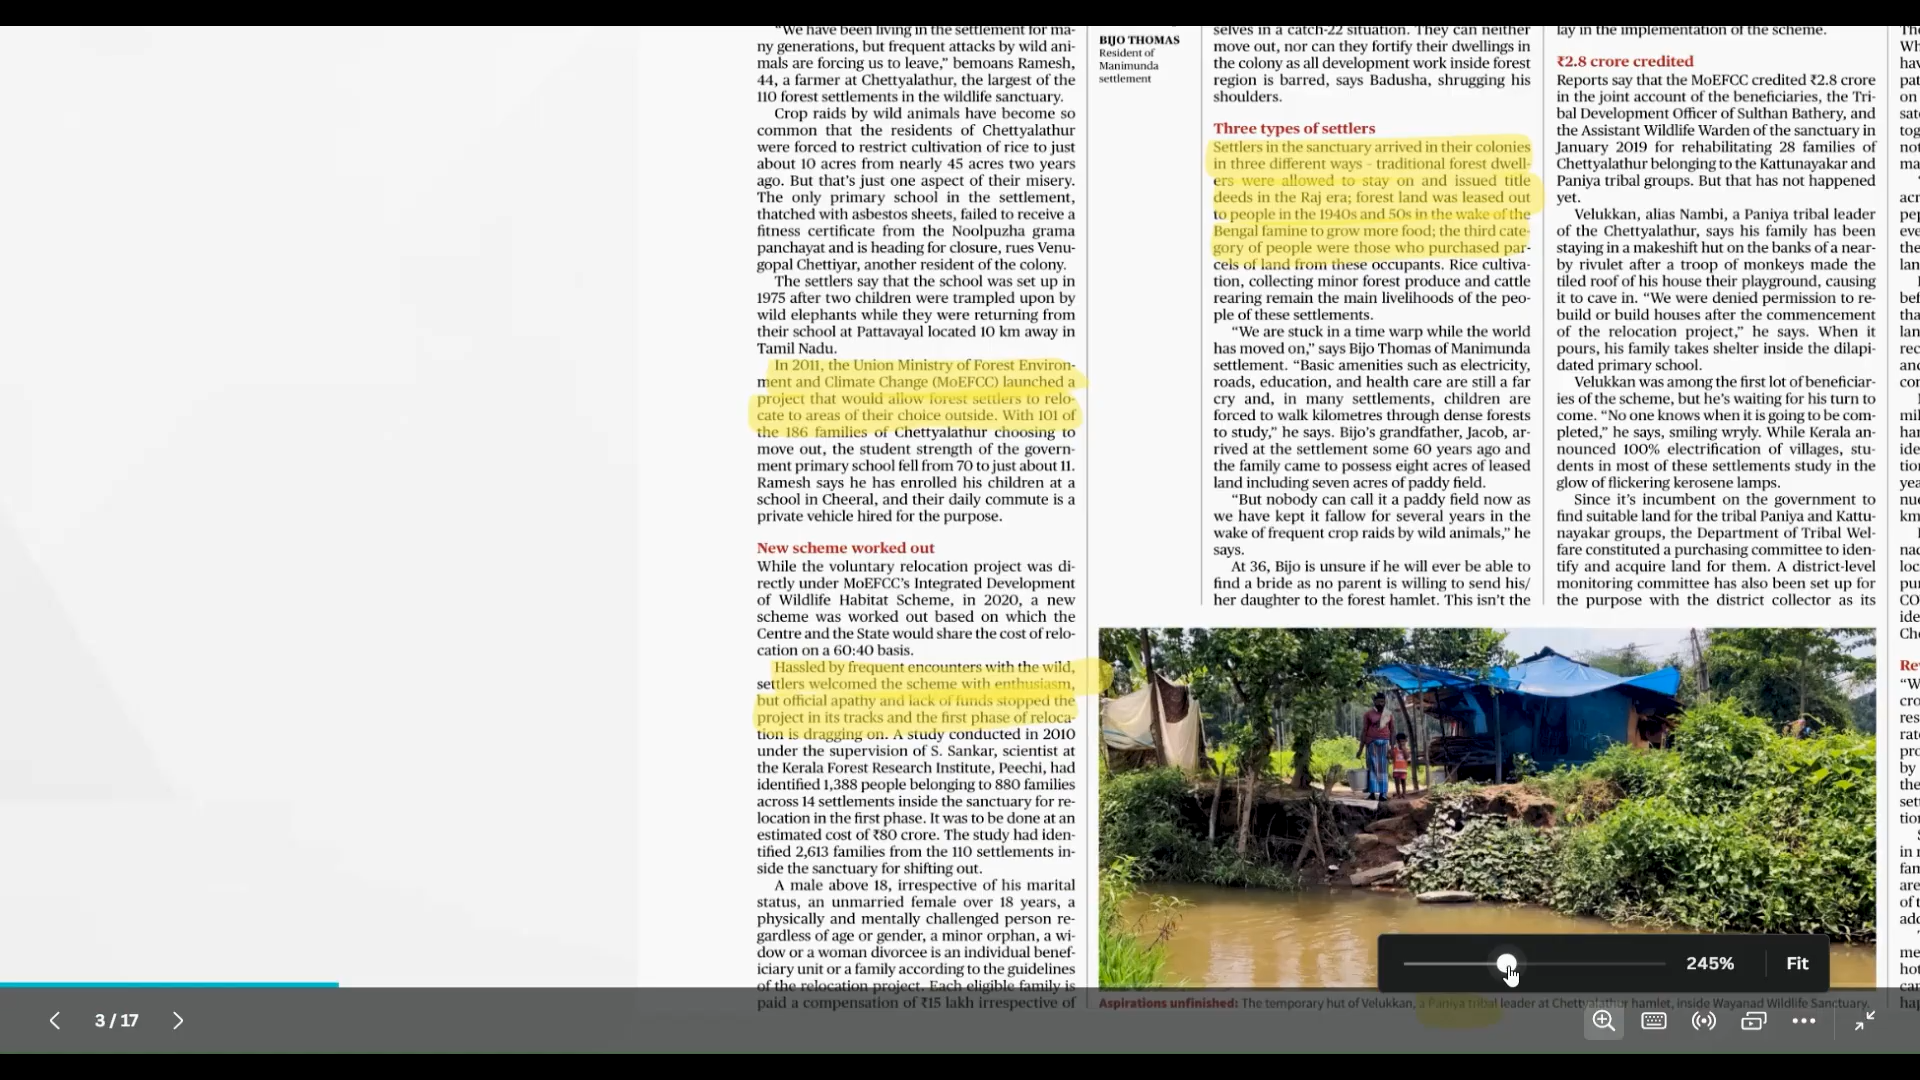 "We have been living in the settlement for ma-
ny generations, but frequent attacks by wild ani-
mals are forcing us to leave," bemoans Ramesh,
44, a farmer at Chettyalathur, the largest of the
110 forest settlements in the wildlife sanctuary.
Crop raids by wild animals have become so
common that the residents of Chettyalathur
were forced to restrict cultivation of rice to just
about 10 acres from nearly 45 acres two years
ago. But that's just one aspect of their misery.
The only primary school in the settlement,
thatched with asbestos sheets, failed to receive a
fitness certificate from the Noolpuzha grama
panchayat and is heading for closure, rues Venu-
gopal Chettiyar, another resident of the colony.
The settlers say that the school was set up in
1975 after two children were trampled upon by
wild elephants while they were returning from
their school at Pattavayal located 10 km away in
Tamil Nadu.
In 2011, the Union Ministry of Forest Environ-
ment and Climate Change (MoEFCC) launched a
project that would allow forest settlers to relo-
cate to areas of their choice outside. With 101 of
the 186 families of Chettyalathur choosing to
move out, the student strength of the govern-
ment primary school fell from 70 to just about 11.
Ramesh says he has enrolled his children at a
school in Cheeral, and their daily commute is a
private vehicle hired for the purpose.
New scheme worked out
While the voluntary relocation project was di-
rectly under MoEFCC's Integrated Development
of Wildlife Habitat Scheme, in 2020, a new
scheme was worked out based on which the
Centre and the State would share the cost of relo-
cation on a 60:40 basis.
Hassled by frequent encounters with the wild,
settlers welcomed the scheme with enthusiasm,
but official apathy and lack of funds stopped the
project in its tracks and the first phase of reloca-
tion is dragging on. A study conducted in 2010
under the supervision of S. Sankar, scientist at
the Kerala Forest Research Institute, Peechi, had
identified 1,388 people belonging to 880 families
across 14 settlements inside the sanctuary for re-
location in the first phase. It was to be done at an
estimated cost of ₹80 crore. The study had iden-
tified 2,613 families from the 110 settlements in-
side the sanctuary for shifting out.
A male above 18, irrespective of his marital
status, an unmarried female over 18 years, a
physically and mentally challenged person re-
gardless of age or gender, a minor orphan, a wi-
dow or a woman divorcee is an individual benef-
iciary unit or a family according to the guidelines
of the relocation project. Each eligible family is
paid a compensation of ₹15 lakh irrespective of
BIJO THOMAS
Resident of
Manimunda
settlement
selves in a catch-22 situation. They can neither
move out, nor can they fortify their dwellings in
the colony as all development work inside forest
region is barred, says Badusha, shrugging his
shoulders.
Three types of settlers
Settlers in the sanctuary arrived in their colonies
in three different ways – traditional forest dwell-
ers were allowed to stay on and issued title
deeds in the Raj era; forest land was leased out
to people in the 1940s and 50s in the wake of the
Bengal famine to grow more food; the third cate-
gory of people were those who purchased par-
cels of land from these occupants. Rice cultiva-
tion, collecting minor forest produce and cattle
rearing remain the main livelihoods of the peo-
ple of these settlements.
"We are stuck in a time warp while the world
has moved on," says Bijo Thomas of Manimunda
settlement. "Basic amenities such as electricity,
roads, education, and health care are still a far
cry and, in many settlements, children are
forced to walk kilometres through dense forests
to study," he says. Bijo's grandfather, Jacob, ar-
rived at the settlement some 60 years ago and
the family came to possess eight acres of leased
land including seven acres of paddy field.
"But nobody can call it a paddy field now as
we have kept it fallow for several years in the
wake of frequent crop raids by wild animals," he
says.
At 36, Bijo is unsure if he will ever be able to
find a bride as no parent is willing to send his/
her daughter to the forest hamlet. This isn't the
lay in the implementation of the scheme.
₹2.8 crore credited
Reports say that the MoEFCC credited ₹2.8 crore
in the joint account of the beneficiaries, the Tri-
bal Development Officer of Sulthan Bathery, and
the Assistant Wildlife Warden of the sanctuary in
January 2019 for rehabilitating 28 families of
Chettyalathur belonging to the Kattunayakar and
Paniya tribal groups. But that has not happened
yet.
Velukkan, alias Nambi, a Paniya tribal leader
of the Chettyalathur, says his family has been
staying in a makeshift hut on the banks of a near-
by rivulet after a troop of monkeys made the
tiled roof of his house their playground, causing
it to cave in. "We were denied permission to re-
build or build houses after the commencement
of the relocation project," he says. When it
pours, his family takes shelter inside the dilapi-
dated primary school.
Velukkan was among the first lot of beneficiar-
ies of the scheme, but he's waiting for his turn to
come. "No one knows when it is going to be com-
pleted," he says, smiling wryly. While Kerala an-
nounced 100% electrification of villages, stu-
dents in most of these settlements study in the
glow of flickering kerosene lamps.
Since it's incumbent on the government to
find suitable land for the tribal Paniya and Kattu-
nayakar groups, the Department of Tribal Wel-
fare constituted a purchasing committee to iden-
tify and acquire land for them. A district-level
monitoring committee has also been set up for
the purpose with the district collector as its
Aspirations unfinished: The temporary hut of Velukkan, a Paniya tribal leader at Chettyalathur hamlet, inside Wayanad Wildlife Sanctuary.
245%
Fit
3 / 17